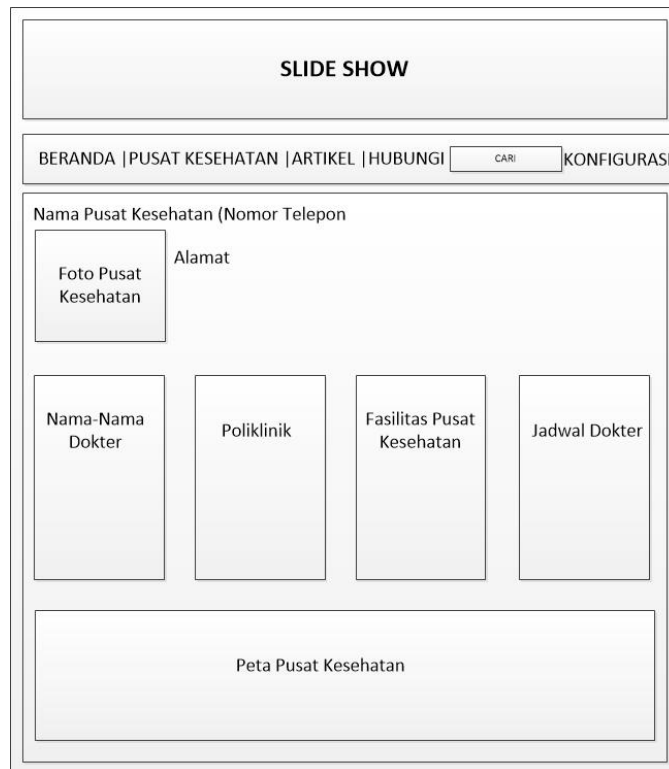 SLIDE SHOW
BERANDA |PUSAT KESEHATAN |ARTIKEL |HUBUNGI CARI KONFIGURASI
Nama Pusat Kesehatan (Nomor Telepon
Foto Pusat
Kesehatan
Alamat
Nama-Nama
Dokter
Poliklinik
Fasilitas Pusat
Kesehatan
Jadwal Dokter
Peta Pusat Kesehatan